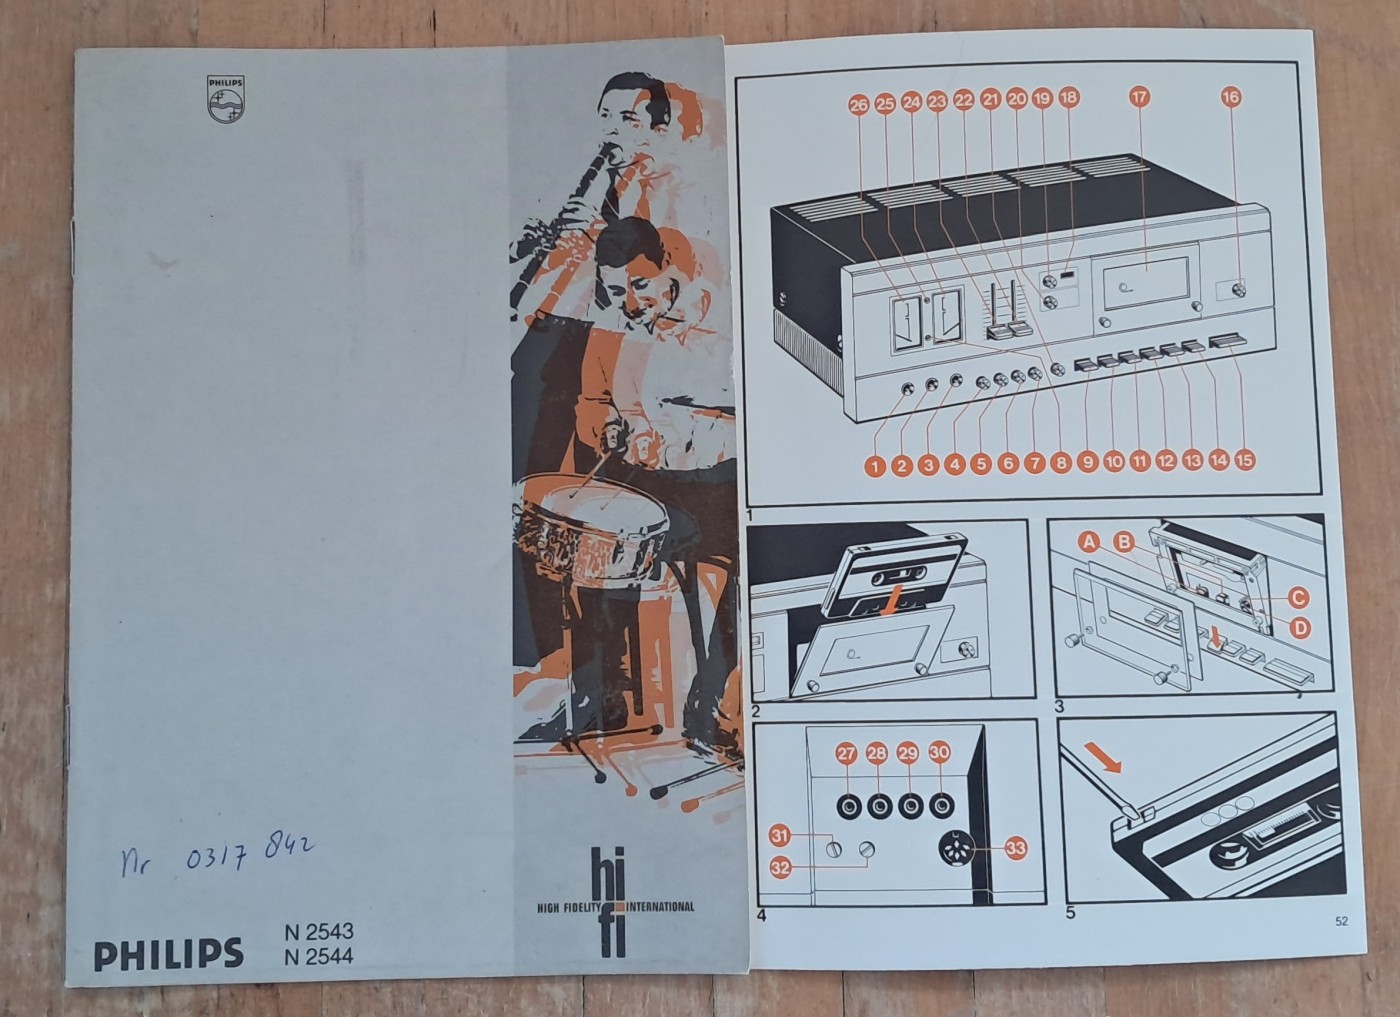 PHILIPS
Nr 0317 842
PHILIPS
N 2543
N 2544
hi
HIGH FIDELITY INTERNATIONAL
fi
26 25 24 23 22 21 20 19 18 17 16
1 2 3 4 5 6 7 8 9 10 11 12 13 14 15
1
A B
C
D
2
3
27 28 29 30
31
32
33
4
5
52